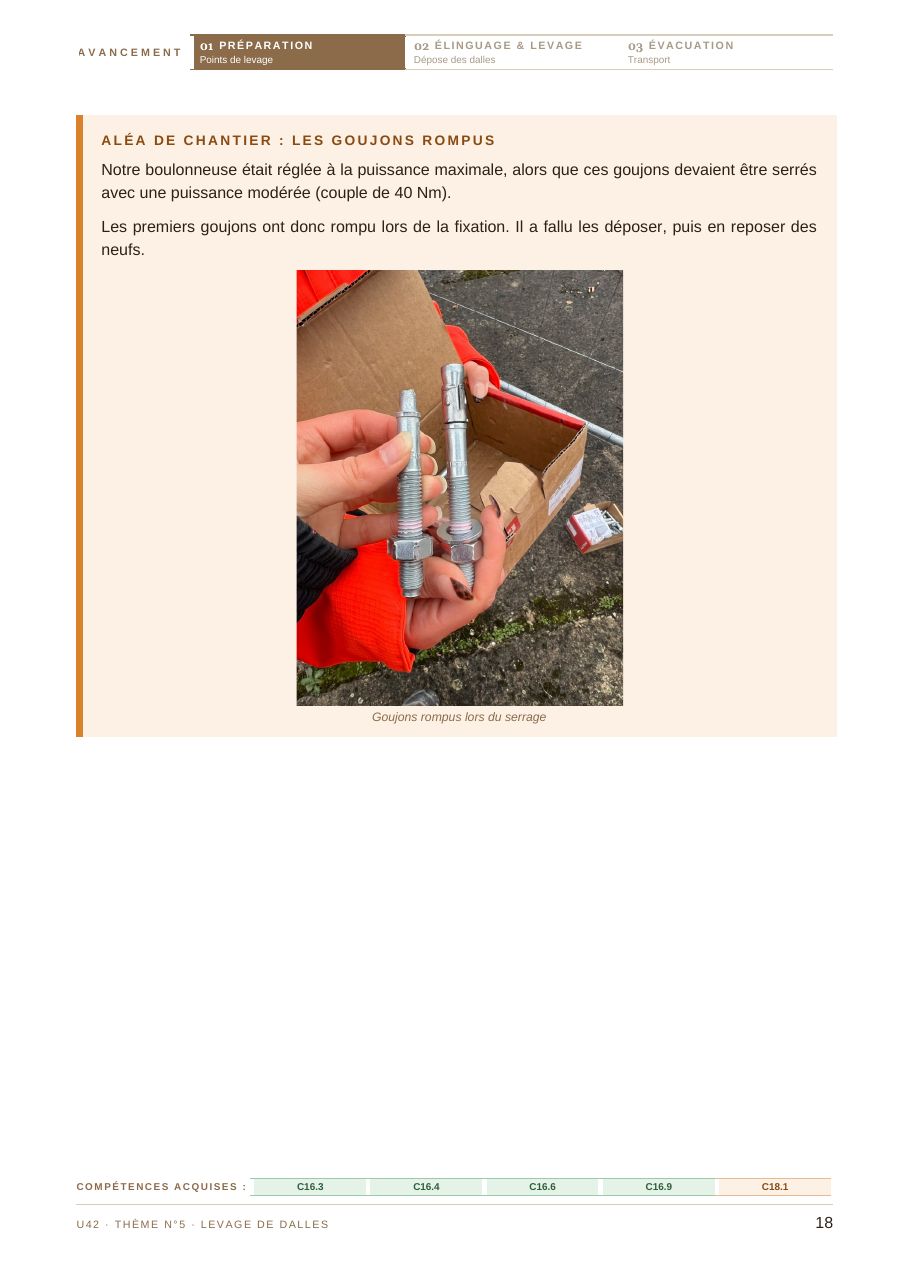 AVANCEMENT
01 PRÉPARATION
Points de levage
02 ÉLINGUAGE & LEVAGE
Dépose des dalles
03 ÉVACUATION
Transport
ALÉA DE CHANTIER : LES GOUJONS ROMPUS
Notre boulonneuse était réglée à la puissance maximale, alors que ces goujons devaient être serrés
avec une puissance modérée (couple de 40 Nm).
Les premiers goujons ont donc rompu lors de la fixation. Il a fallu les déposer, puis en reposer des
neufs.
Goujons rompus lors du serrage
COMPÉTENCES ACQUISES :
C16.3
C16.4
C16.6
C16.9
C18.1
U42 · THÈME N°5 · LEVAGE DE DALLES
18